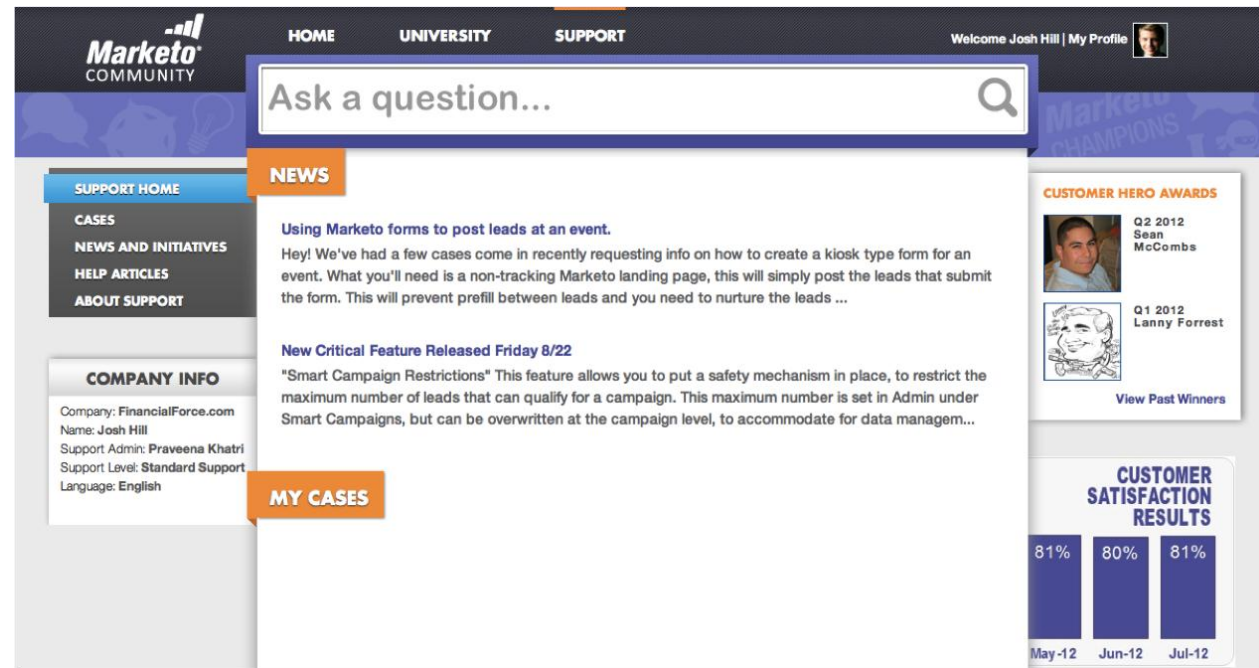 Marketo
COMMUNITY
HOME
UNIVERSITY
SUPPORT
Welcome Josh Hill | My Profile
Ask a question...
Marketo
CHAMPIONS
SUPPORT HOME
CASES
NEWS AND INITIATIVES
HELP ARTICLES
ABOUT SUPPORT
COMPANY INFO
Company: FinancialForce.com
Name: Josh Hill
Support Admin: Praveena Khatri
Support Level: Standard Support
Language: English
NEWS
Using Marketo forms to post leads at an event.
Hey! We've had a few cases come in recently requesting info on how to create a kiosk type form for an
event. What you'll need is a non-tracking Marketo landing page, this will simply post the leads that submit
the form. This will prevent prefill between leads and you need to nurture the leads ...
New Critical Feature Released Friday 8/22
"Smart Campaign Restrictions" This feature allows you to put a safety mechanism in place, to restrict the
maximum number of leads that can qualify for a campaign. This maximum number is set in Admin under
Smart Campaigns, but can be overwritten at the campaign level, to accommodate for data managem...
MY CASES
CUSTOMER HERO AWARDS
Q2 2012
Sean
McCombs
Q1 2012
Lanny Forrest
View Past Winners
CUSTOMER
SATISFACTION
RESULTS
81% 80% 81%
May-12 Jun-12 Jul-12